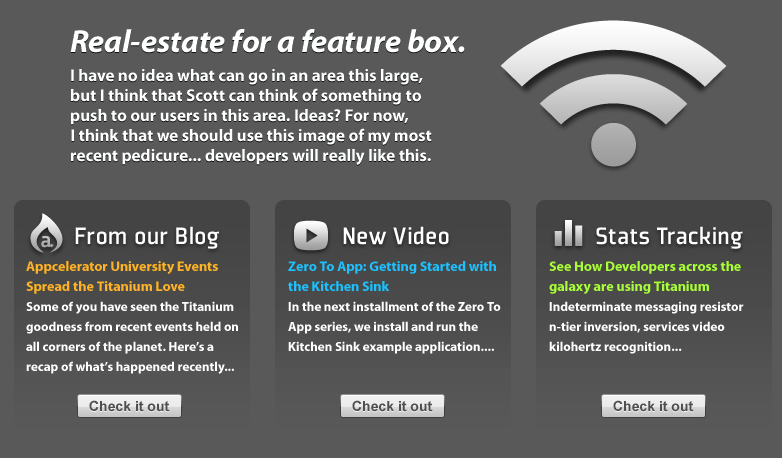 Real-estate for a feature box.
I have no idea what can go in an area this large,
but I think that Scott can think of something to
push to our users in this area. Ideas? For now,
I think that we should use this image of my most
recent pedicure... developers will really like this.
a
From our Blog
Appcelerator University Events
Spread the Titanium Love
Some of you have seen the Titanium
goodness from recent events held on
all corners of the planet. Here’s a
recap of what’s happened recently...
Check it out
New Video
Zero To App: Getting Started with
the Kitchen Sink
In the next installment of the Zero To
App series, we install and run the
Kitchen Sink example application....
Check it out
Stats Tracking
See How Developers across the
galaxy are using Titanium
Indeterminate messaging resistor
n-tier inversion, services video
kilohertz recognition...
Check it out